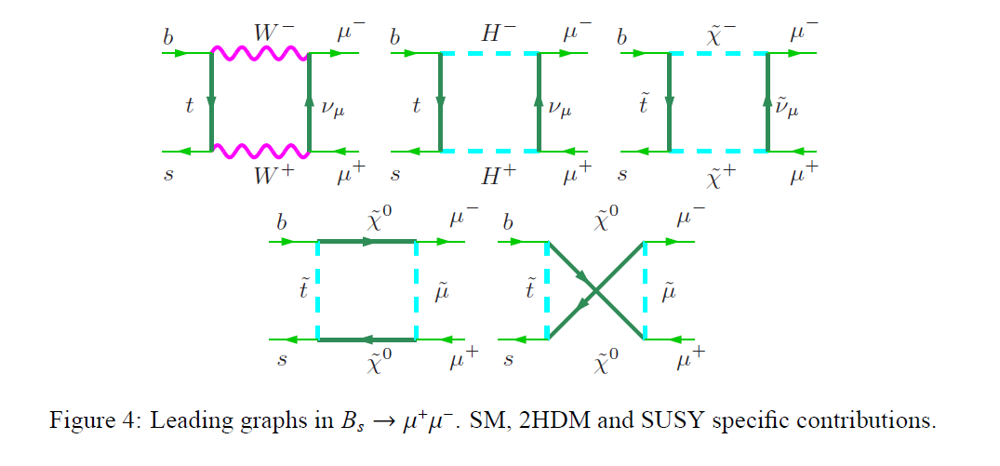 b W⁻ μ⁻ b H⁻ μ⁻ b χ̃⁻ μ⁻
t ν_μ t ν_μ t̃ ν̃_μ
s W⁺ μ⁺ s H⁺ μ⁺ s χ̃⁺ μ⁺
b χ̃⁰ μ⁻ b χ̃⁰ μ⁻
t̃ μ̃ t̃ μ̃
s χ̃⁰ μ⁺ s χ̃⁰ μ⁺
Figure 4: Leading graphs in B_s → μ⁺μ⁻. SM, 2HDM and SUSY specific contributions.